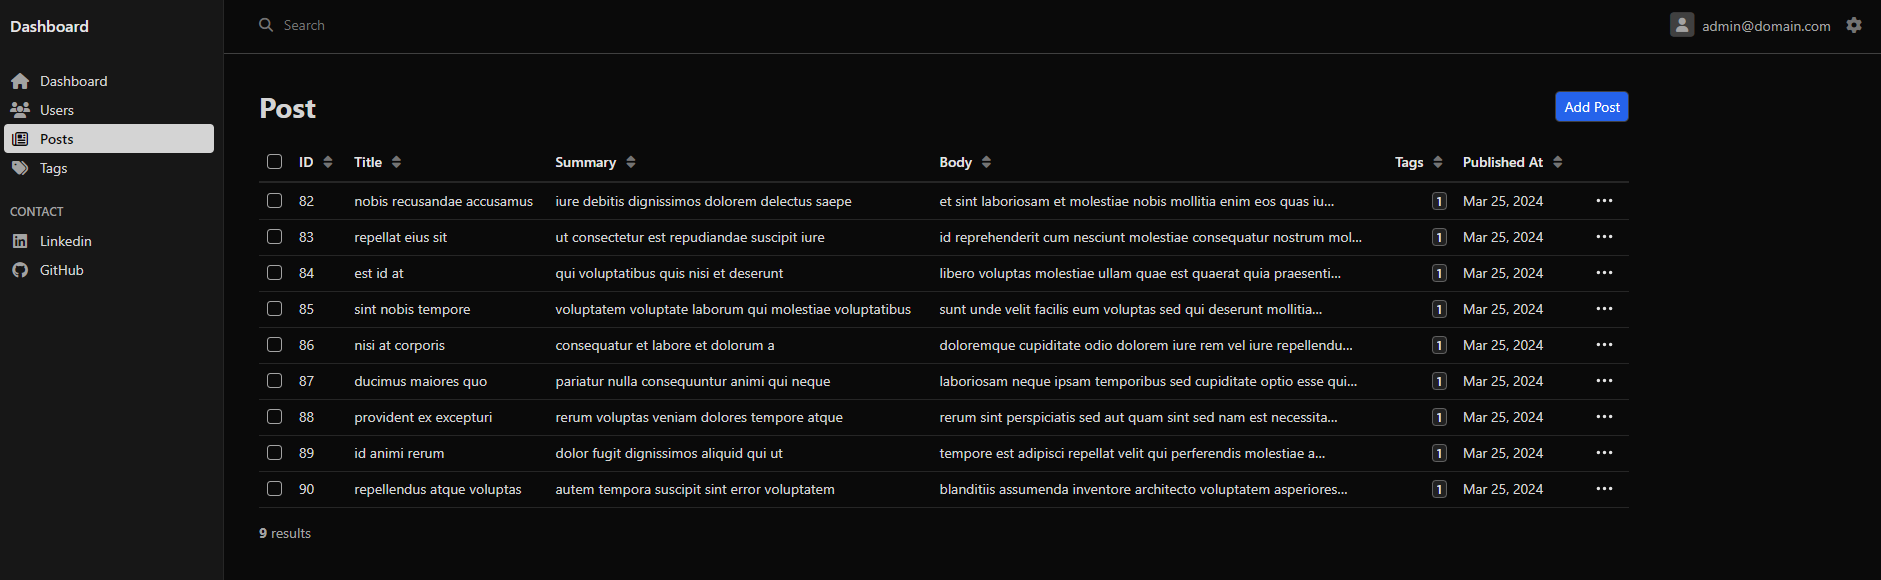 Dashboard
Search
admin@domain.com
Dashboard
Users
Posts
Tags
CONTACT
Linkedin
GitHub
Post
Add Post
ID Title Summary Body Tags Published At
82 nobis recusandae accusamus iure debitis dignissimos dolorem delectus saepe et sint laboriosam et molestiae nobis mollitia enim eos quas iu... 1 Mar 25, 2024 ...
83 repellat eius sit ut consectetur est repudiandae suscipit iure id reprehenderit cum nesciunt molestiae consequatur nostrum mol... 1 Mar 25, 2024 ...
84 est id at qui voluptatibus quis nisi et deserunt libero voluptas molestiae ullam quae est quaerat quia praesenti... 1 Mar 25, 2024 ...
85 sint nobis tempore voluptatem voluptate laborum qui molestiae voluptatibus sunt unde velit facilis eum voluptas sed qui deserunt mollitia... 1 Mar 25, 2024 ...
86 nisi at corporis consequatur et labore et dolorum a doloremque cupiditate odio dolorem iure rem vel iure repellendu... 1 Mar 25, 2024 ...
87 ducimus maiores quo pariatur nulla consequuntur animi qui neque laboriosam neque ipsam temporibus sed cupiditate optio esse qui... 1 Mar 25, 2024 ...
88 provident ex excepturi rerum voluptas veniam dolores tempore atque rerum sint perspiciatis sed aut quam sint sed nam est necessita... 1 Mar 25, 2024 ...
89 id animi rerum dolor fugit dignissimos aliquid qui ut tempore est adipisci repellat velit qui perferendis molestiae a... 1 Mar 25, 2024 ...
90 repellendus atque voluptas autem tempora suscipit sint error voluptatem blanditiis assumenda inventore architecto voluptatem asperiores... 1 Mar 25, 2024 ...
9 results